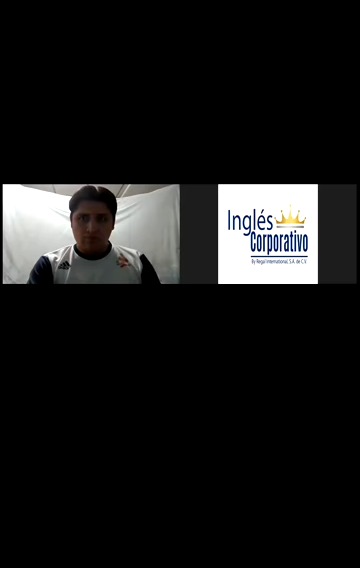 Inglés
Corporativo
By Regal International, S.A. de C.V.